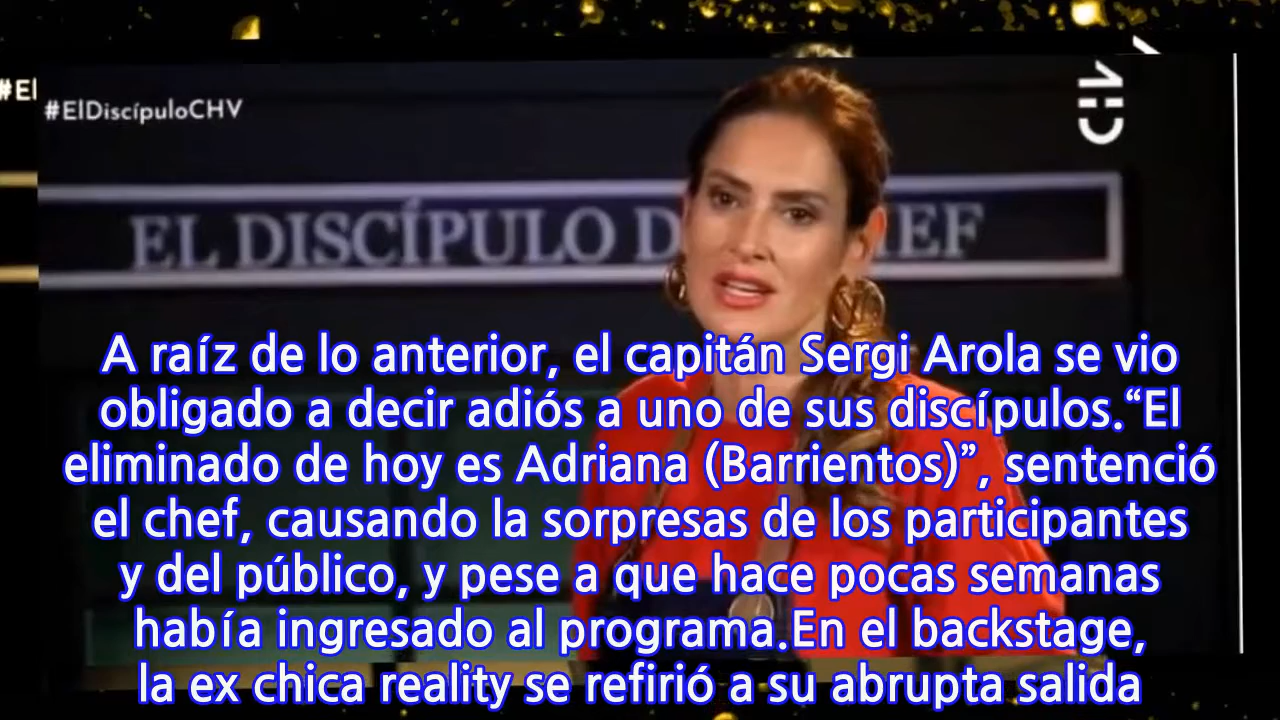 #El
#ElDiscípuloCHV
CHV
EL DISCÍPULO D EF
A raíz de lo anterior, el capitán Sergi Arola se vio
obligado a decir adiós a uno de sus discípulos.“El
eliminado de hoy es Adriana (Barrientos)”, sentenció
el chef, causando la sorpresas de los participantes
y del público, y pese a que hace pocas semanas
había ingresado al programa.En el backstage,
la ex chica reality se refirió a su abrupta salida